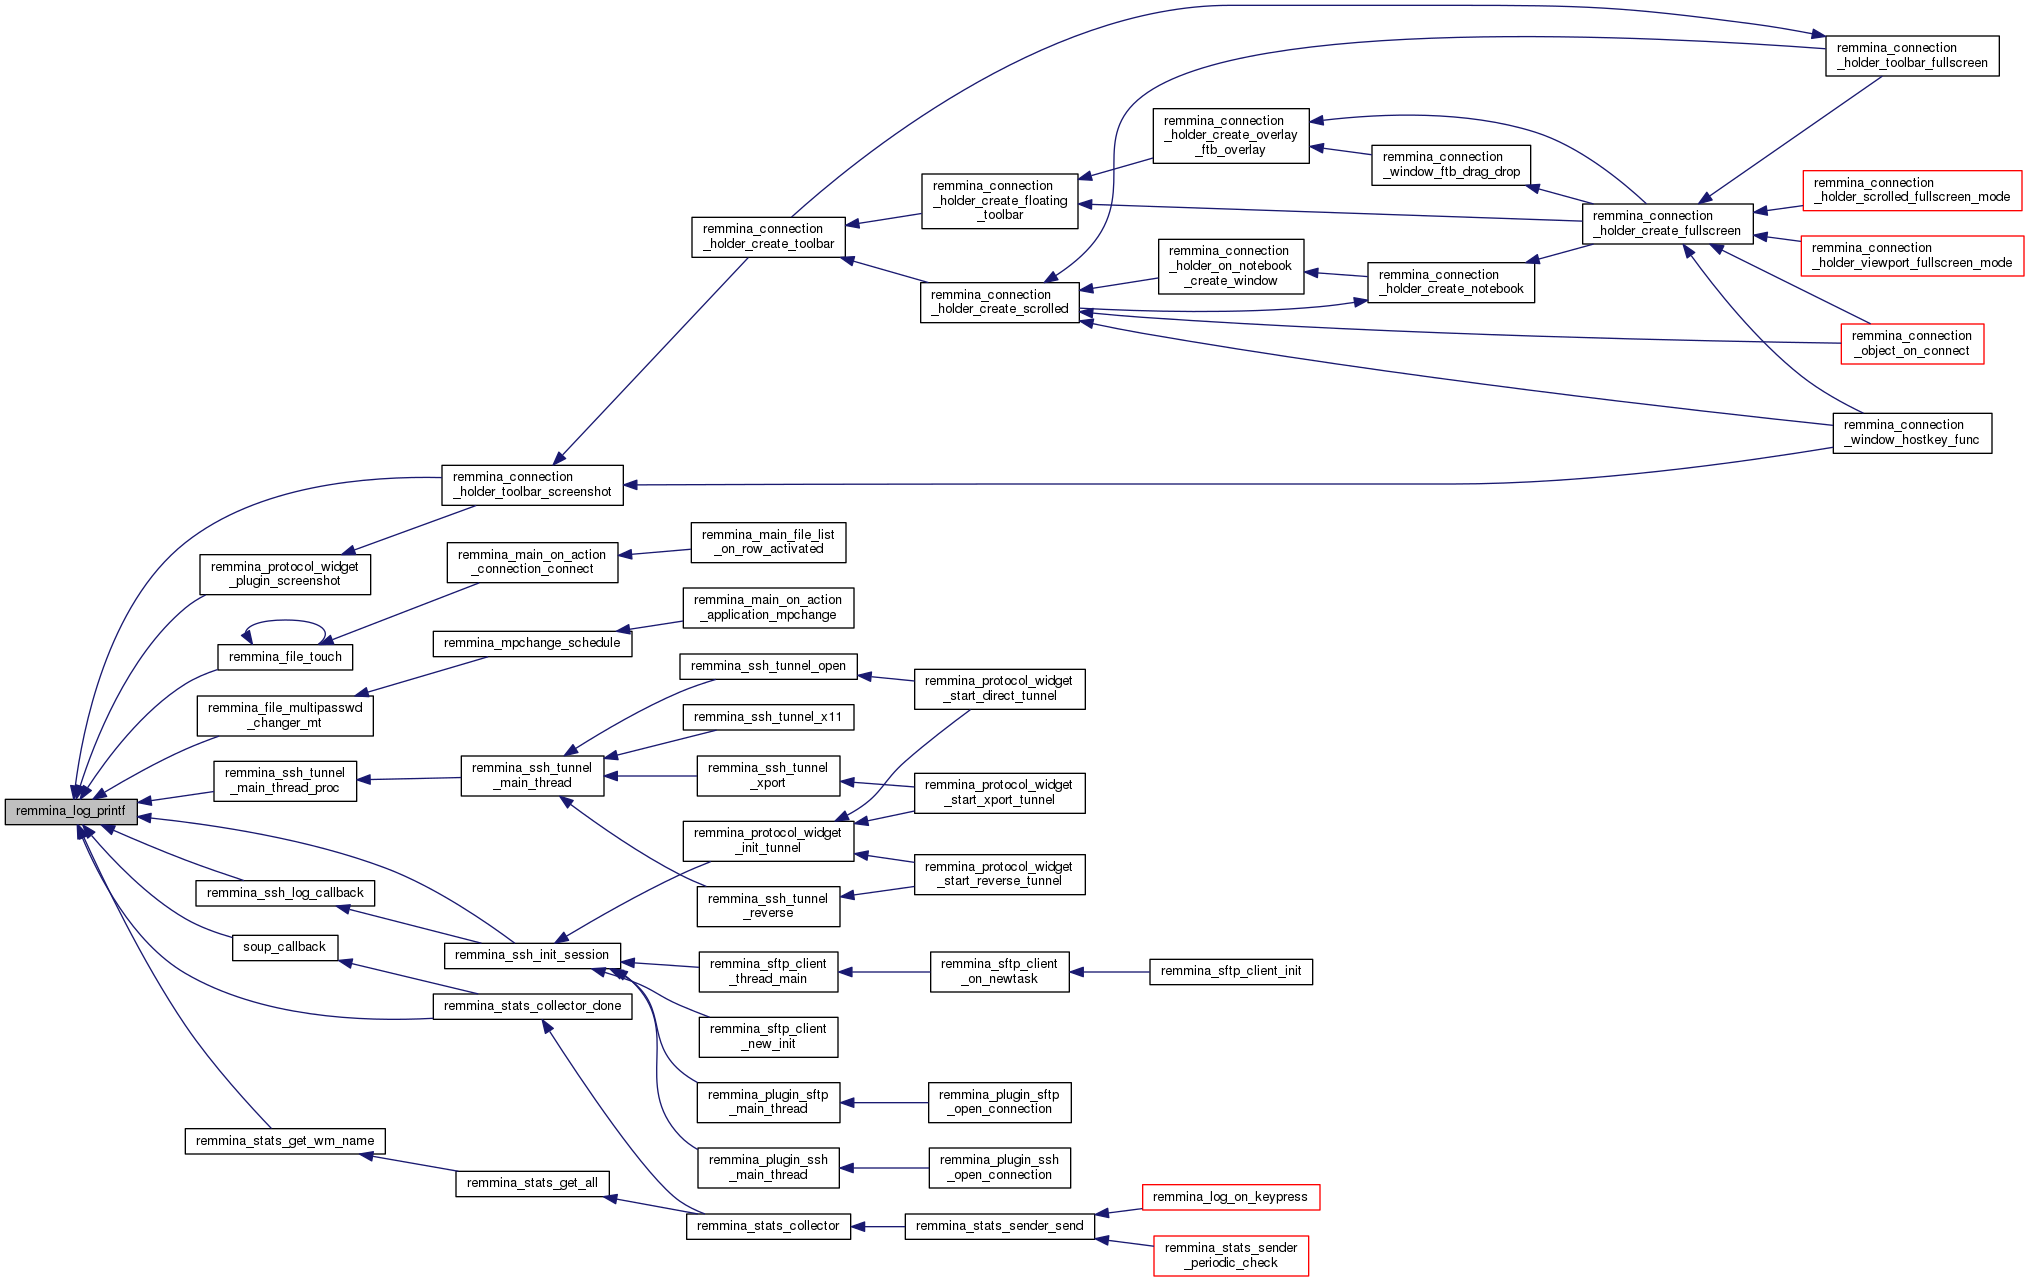 remmina_log_printf
remmina_connection
_holder_toolbar_screenshot
remmina_protocol_widget
_plugin_screenshot
remmina_file_touch
remmina_file_multipasswd
_changer_mt
remmina_ssh_tunnel
_main_thread_proc
remmina_ssh_log_callback
soup_callback
remmina_stats_get_wm_name
remmina_main_on_action
_connection_connect
remmina_mpchange_schedule
remmina_ssh_tunnel
_main_thread
remmina_ssh_init_session
remmina_stats_collector_done
remmina_stats_get_all
remmina_connection
_holder_create_toolbar
remmina_main_file_list
_on_row_activated
remmina_main_on_action
_application_mpchange
remmina_ssh_tunnel_open
remmina_ssh_tunnel_x11
remmina_ssh_tunnel
_xport
remmina_protocol_widget
_init_tunnel
remmina_ssh_tunnel
_reverse
remmina_sftp_client
_thread_main
remmina_sftp_client
_new_init
remmina_plugin_sftp
_main_thread
remmina_plugin_ssh
_main_thread
remmina_stats_collector
remmina_connection
_holder_create_floating
_toolbar
remmina_connection
_holder_create_scrolled
remmina_protocol_widget
_start_direct_tunnel
remmina_protocol_widget
_start_xport_tunnel
remmina_protocol_widget
_start_reverse_tunnel
remmina_sftp_client
_on_newtask
remmina_plugin_sftp
_open_connection
remmina_plugin_ssh
_open_connection
remmina_stats_sender_send
remmina_connection
_holder_create_overlay
_ftb_overlay
remmina_connection
_holder_on_notebook
_create_window
remmina_sftp_client_init
remmina_log_on_keypress
remmina_stats_sender
_periodic_check
remmina_connection
_window_ftb_drag_drop
remmina_connection
_holder_create_notebook
remmina_connection
_holder_create_fullscreen
remmina_connection
_holder_toolbar_fullscreen
remmina_connection
_holder_scrolled_fullscreen_mode
remmina_connection
_holder_viewport_fullscreen_mode
remmina_connection
_object_on_connect
remmina_connection
_window_hostkey_func